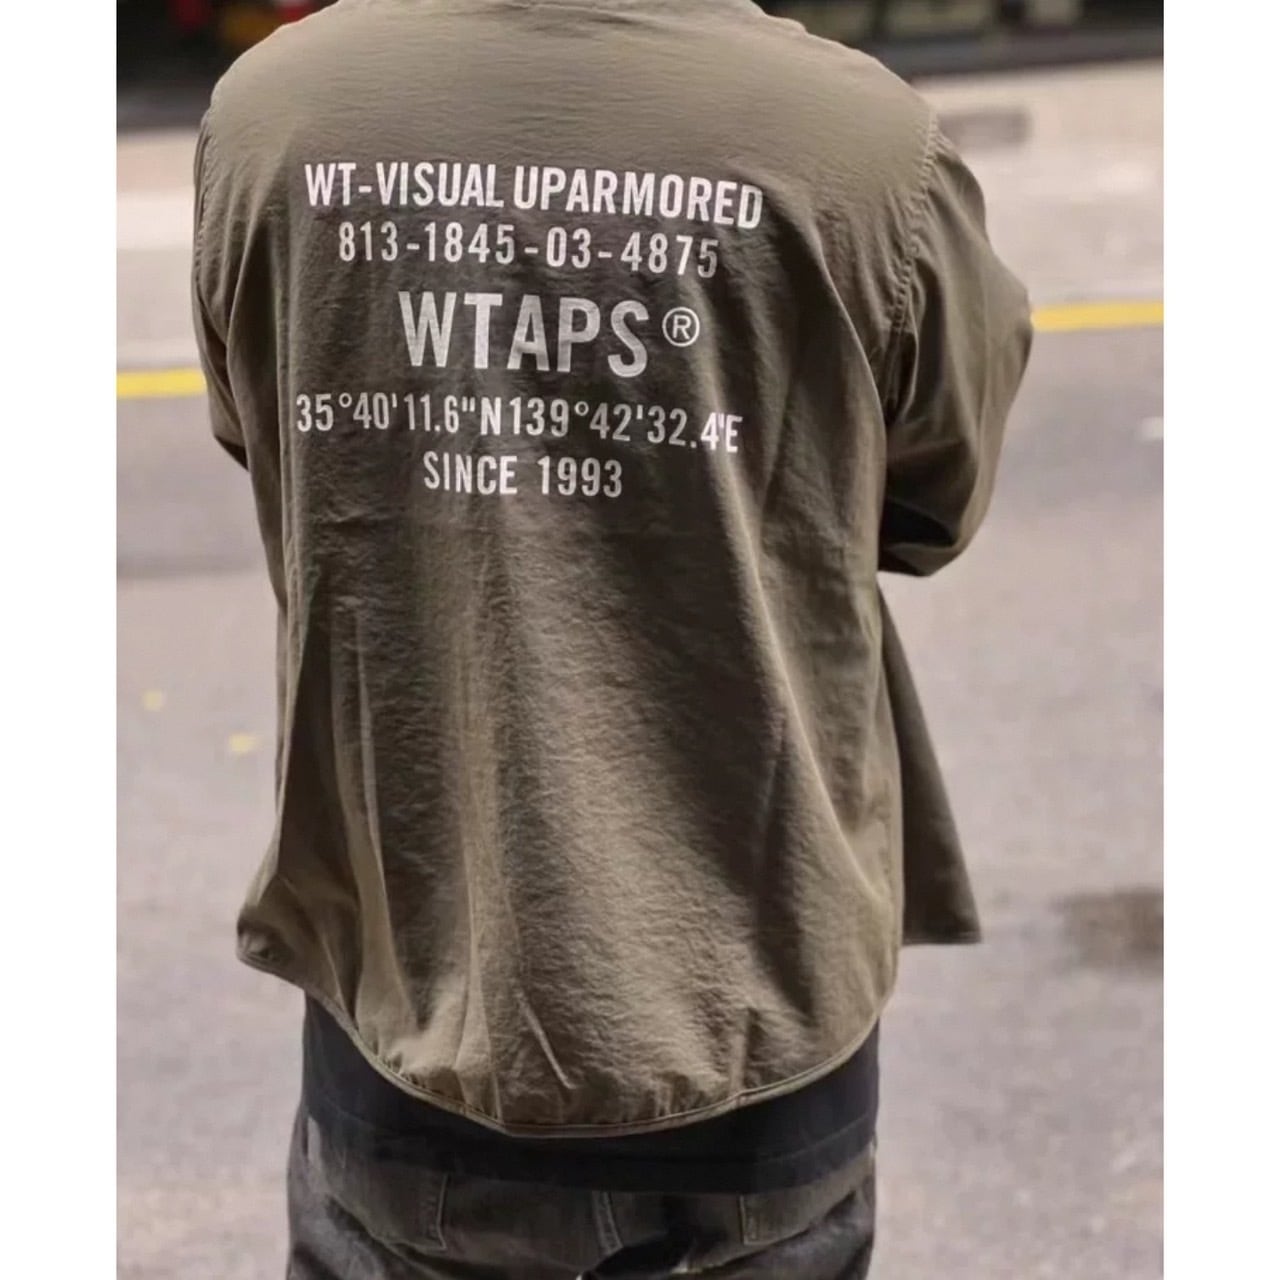 WT-VISUAL UPARMORED
813-1845-03-4875
WTAPS®
35°40'11.6"N139°42'32.4"E
SINCE 1993